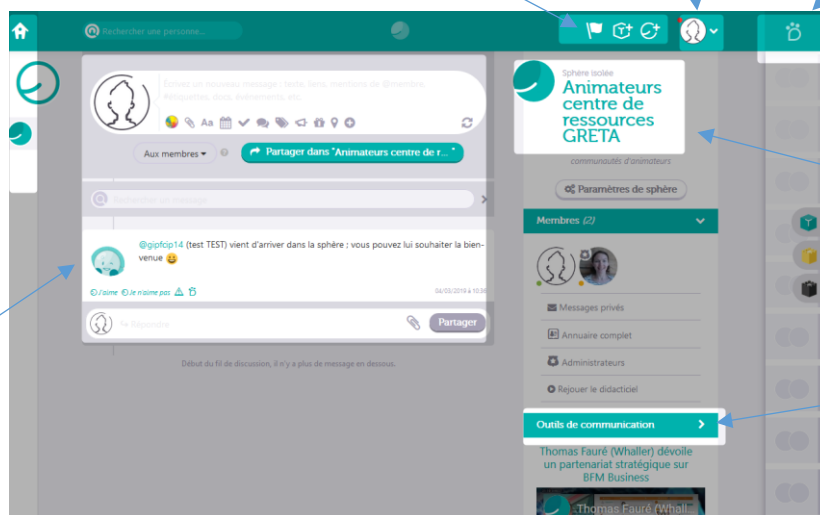 Rechercher une personne...
Ecrivez un nouveau message : texte, liens, mentions de @membre,
#etiquettes, docs, événements, etc.
Aa
Aux membres
Partager dans "Animateurs centre de r... "
Rechercher un message
@gipfcip14 (test TEST) vient d'arriver dans la sphère ; vous pouvez lui souhaiter la bien-
venue
J'aime Je n'aime pas
04/03/2019 à 10:36
Répondre
Partager
Début du fil de discussion, il n'y a plus de message en dessous.
Sphère isolée
Animateurs
centre de
ressources
GRETA
communautés d'animateurs
Paramètres de sphère
Membres (2)
Messages privés
Annuaire complet
Administrateurs
Rejouer le didacticiel
Outils de communication
Thomas Fauré (Whaller) dévoile
un partenariat stratégique sur
BFM Business
Thomas Fauré (Whall...